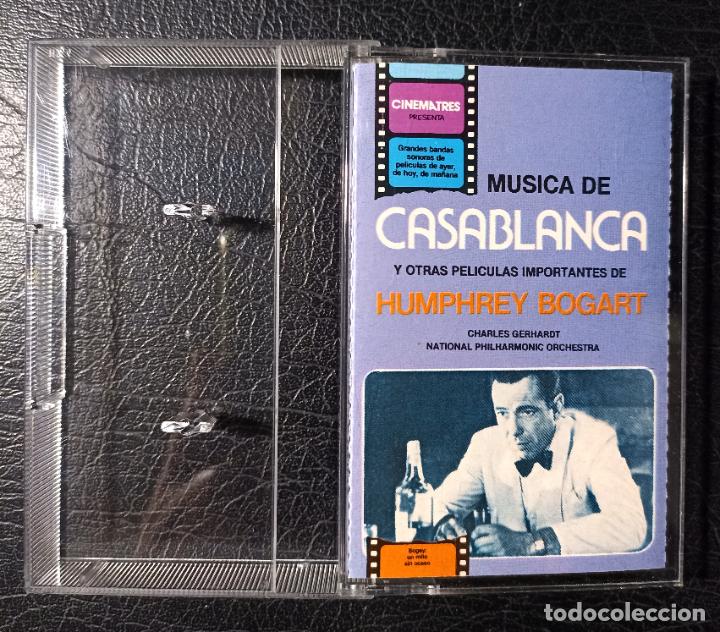 CINEMATRES
PRESENTA
Grandes bandas
sonoras de
peliculas de ayer,
de hoy, de mañana
MUSICA DE
CASABLANCA
Y OTRAS PELICULAS IMPORTANTES DE
HUMPHREY BOGART
CHARLES GERHARDT
NATIONAL PHILHARMONIC ORCHESTRA
Bogey:
un mito
sin ocaso
todocoleccion